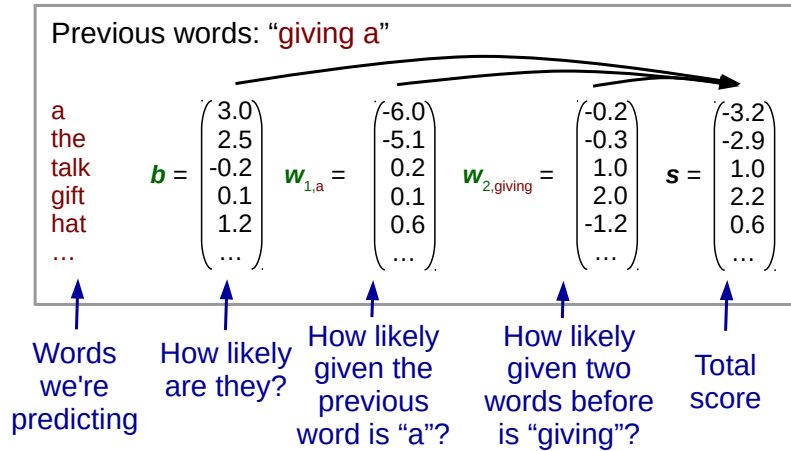 Previous words: “giving a”
a
the
talk
gift
hat
…
b =
3.0
2.5
-0.2
0.1
1.2
…
w1,a =
-6.0
-5.1
0.2
0.1
0.6
…
w2,giving =
-0.2
-0.3
1.0
2.0
-1.2
…
s =
-3.2
-2.9
1.0
2.2
0.6
…
Words
we're
predicting
How likely
are they?
How likely
given the
previous
word is “a”?
How likely
given two
words before
is “giving”?
Total
score